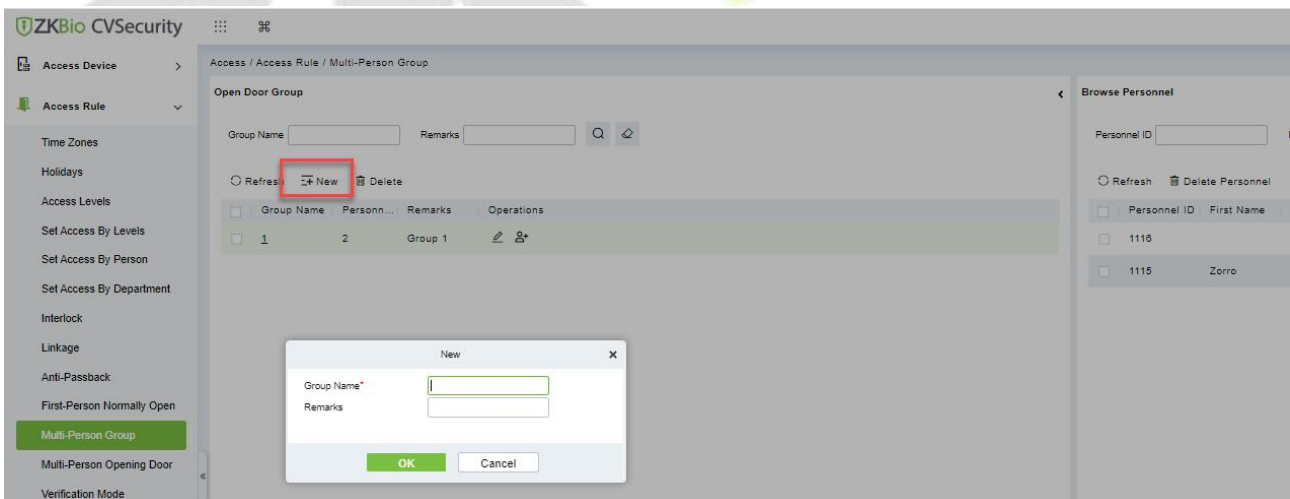 ZKBio CVSecurity
Access Device
Access Rule
Time Zones
Holidays
Access Levels
Set Access By Levels
Set Access By Person
Set Access By Department
Interlock
Linkage
Anti-Passback
First-Person Normally Open
Multi-Person Group
Multi-Person Opening Door
Verification Mode
Access / Access Rule / Multi-Person Group
Open Door Group
Group Name Remarks
Refresh New Delete
Group Name Personn... Remarks Operations
1 2 Group 1
New
Group Name*
Remarks
OK Cancel
Browse Personnel
Personnel ID
Refresh Delete Personnel
Personnel ID First Name
1116
1115 Zorro